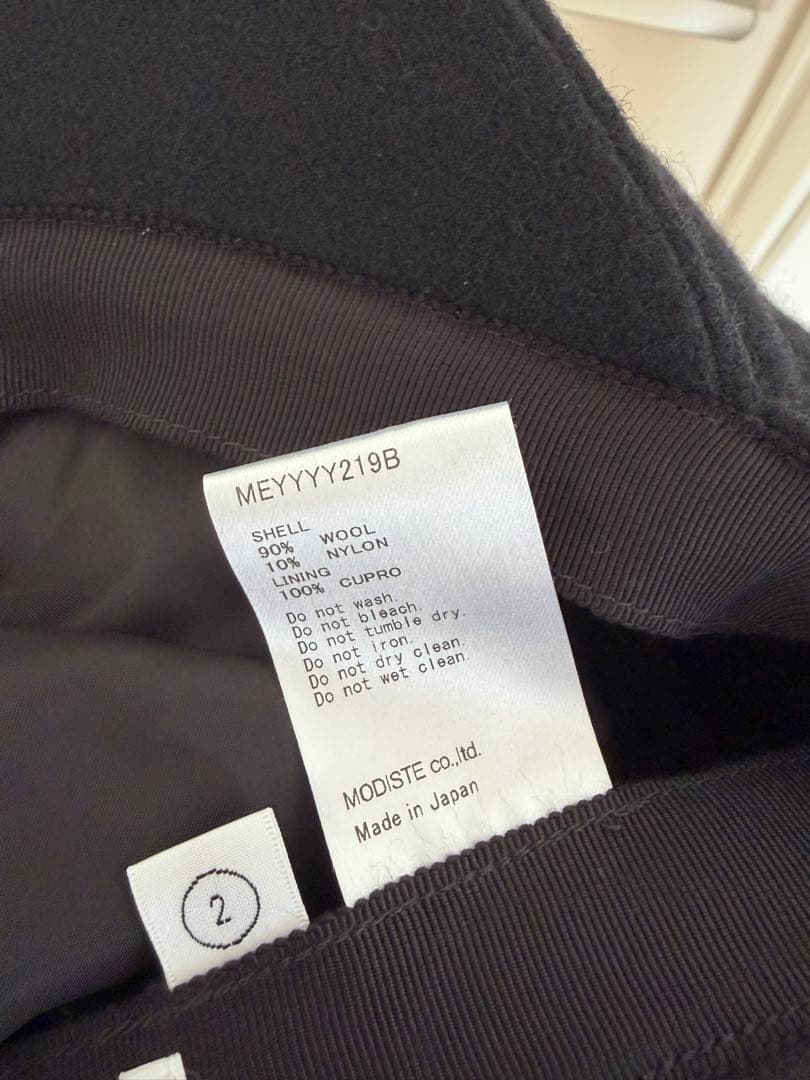 MEYYYY219B
SHELL
90% WOOL
10% NYLON
LINING
100% CUPRO
Do not wash.
Do not bleach.
Do not tumble dry.
Do not iron.
Do not dry clean.
Do not wet clean.
MODISTE co.,ltd.
Made in Japan
2